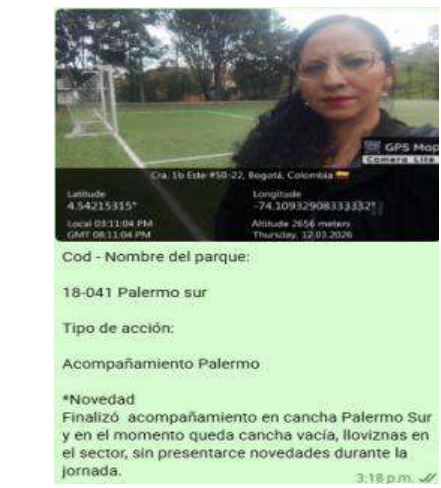 GPS Map
Camera Lite
Cra. 1b Este #50-22, Bogotá, Colombia
Latitude
4.54215315°
Longitude
-74.10932908333332°
Local 03:11:04 PM
GMT 08:11:04 PM
Altitude 2656 meters
Thursday, 12.03.2026
Cod - Nombre del parque:
18-041 Palermo sur
Tipo de acción:
Acompañamiento Palermo
*Novedad
Finalizó acompañamiento en cancha Palermo Sur
y en el momento queda cancha vacía, lloviznas en
el sector, sin presentarce novedades durante la
jornada.
3:18 p.m.